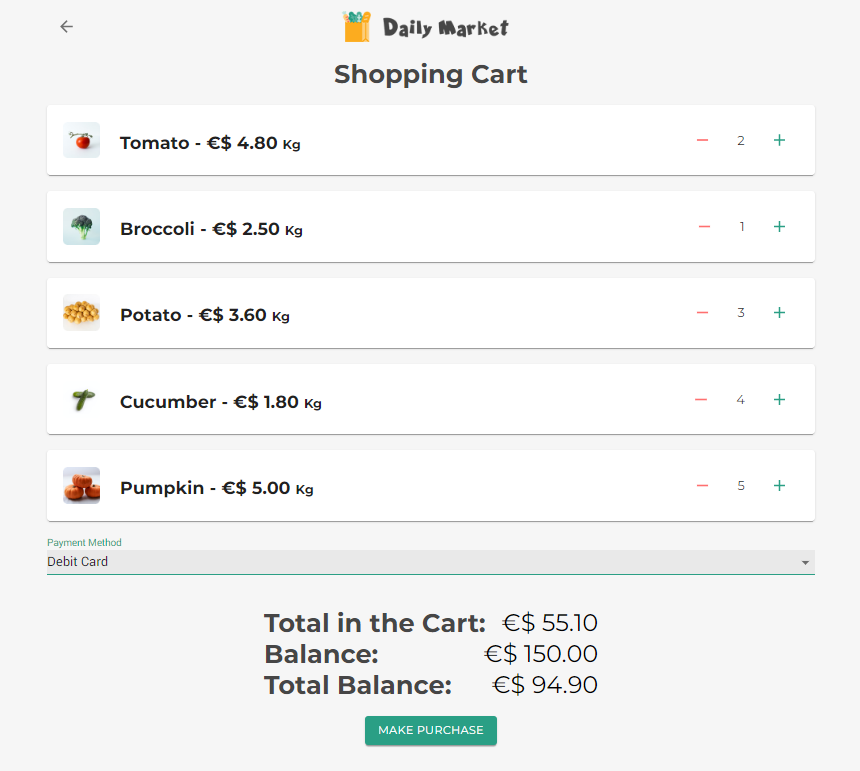 Daily Market
Shopping Cart
Tomato - €$ 4.80 Kg 2
Broccoli - €$ 2.50 Kg 1
Potato - €$ 3.60 Kg 3
Cucumber - €$ 1.80 Kg 4
Pumpkin - €$ 5.00 Kg 5
Payment Method
Debit Card
Total in the Cart: €$ 55.10
Balance: €$ 150.00
Total Balance: €$ 94.90
MAKE PURCHASE